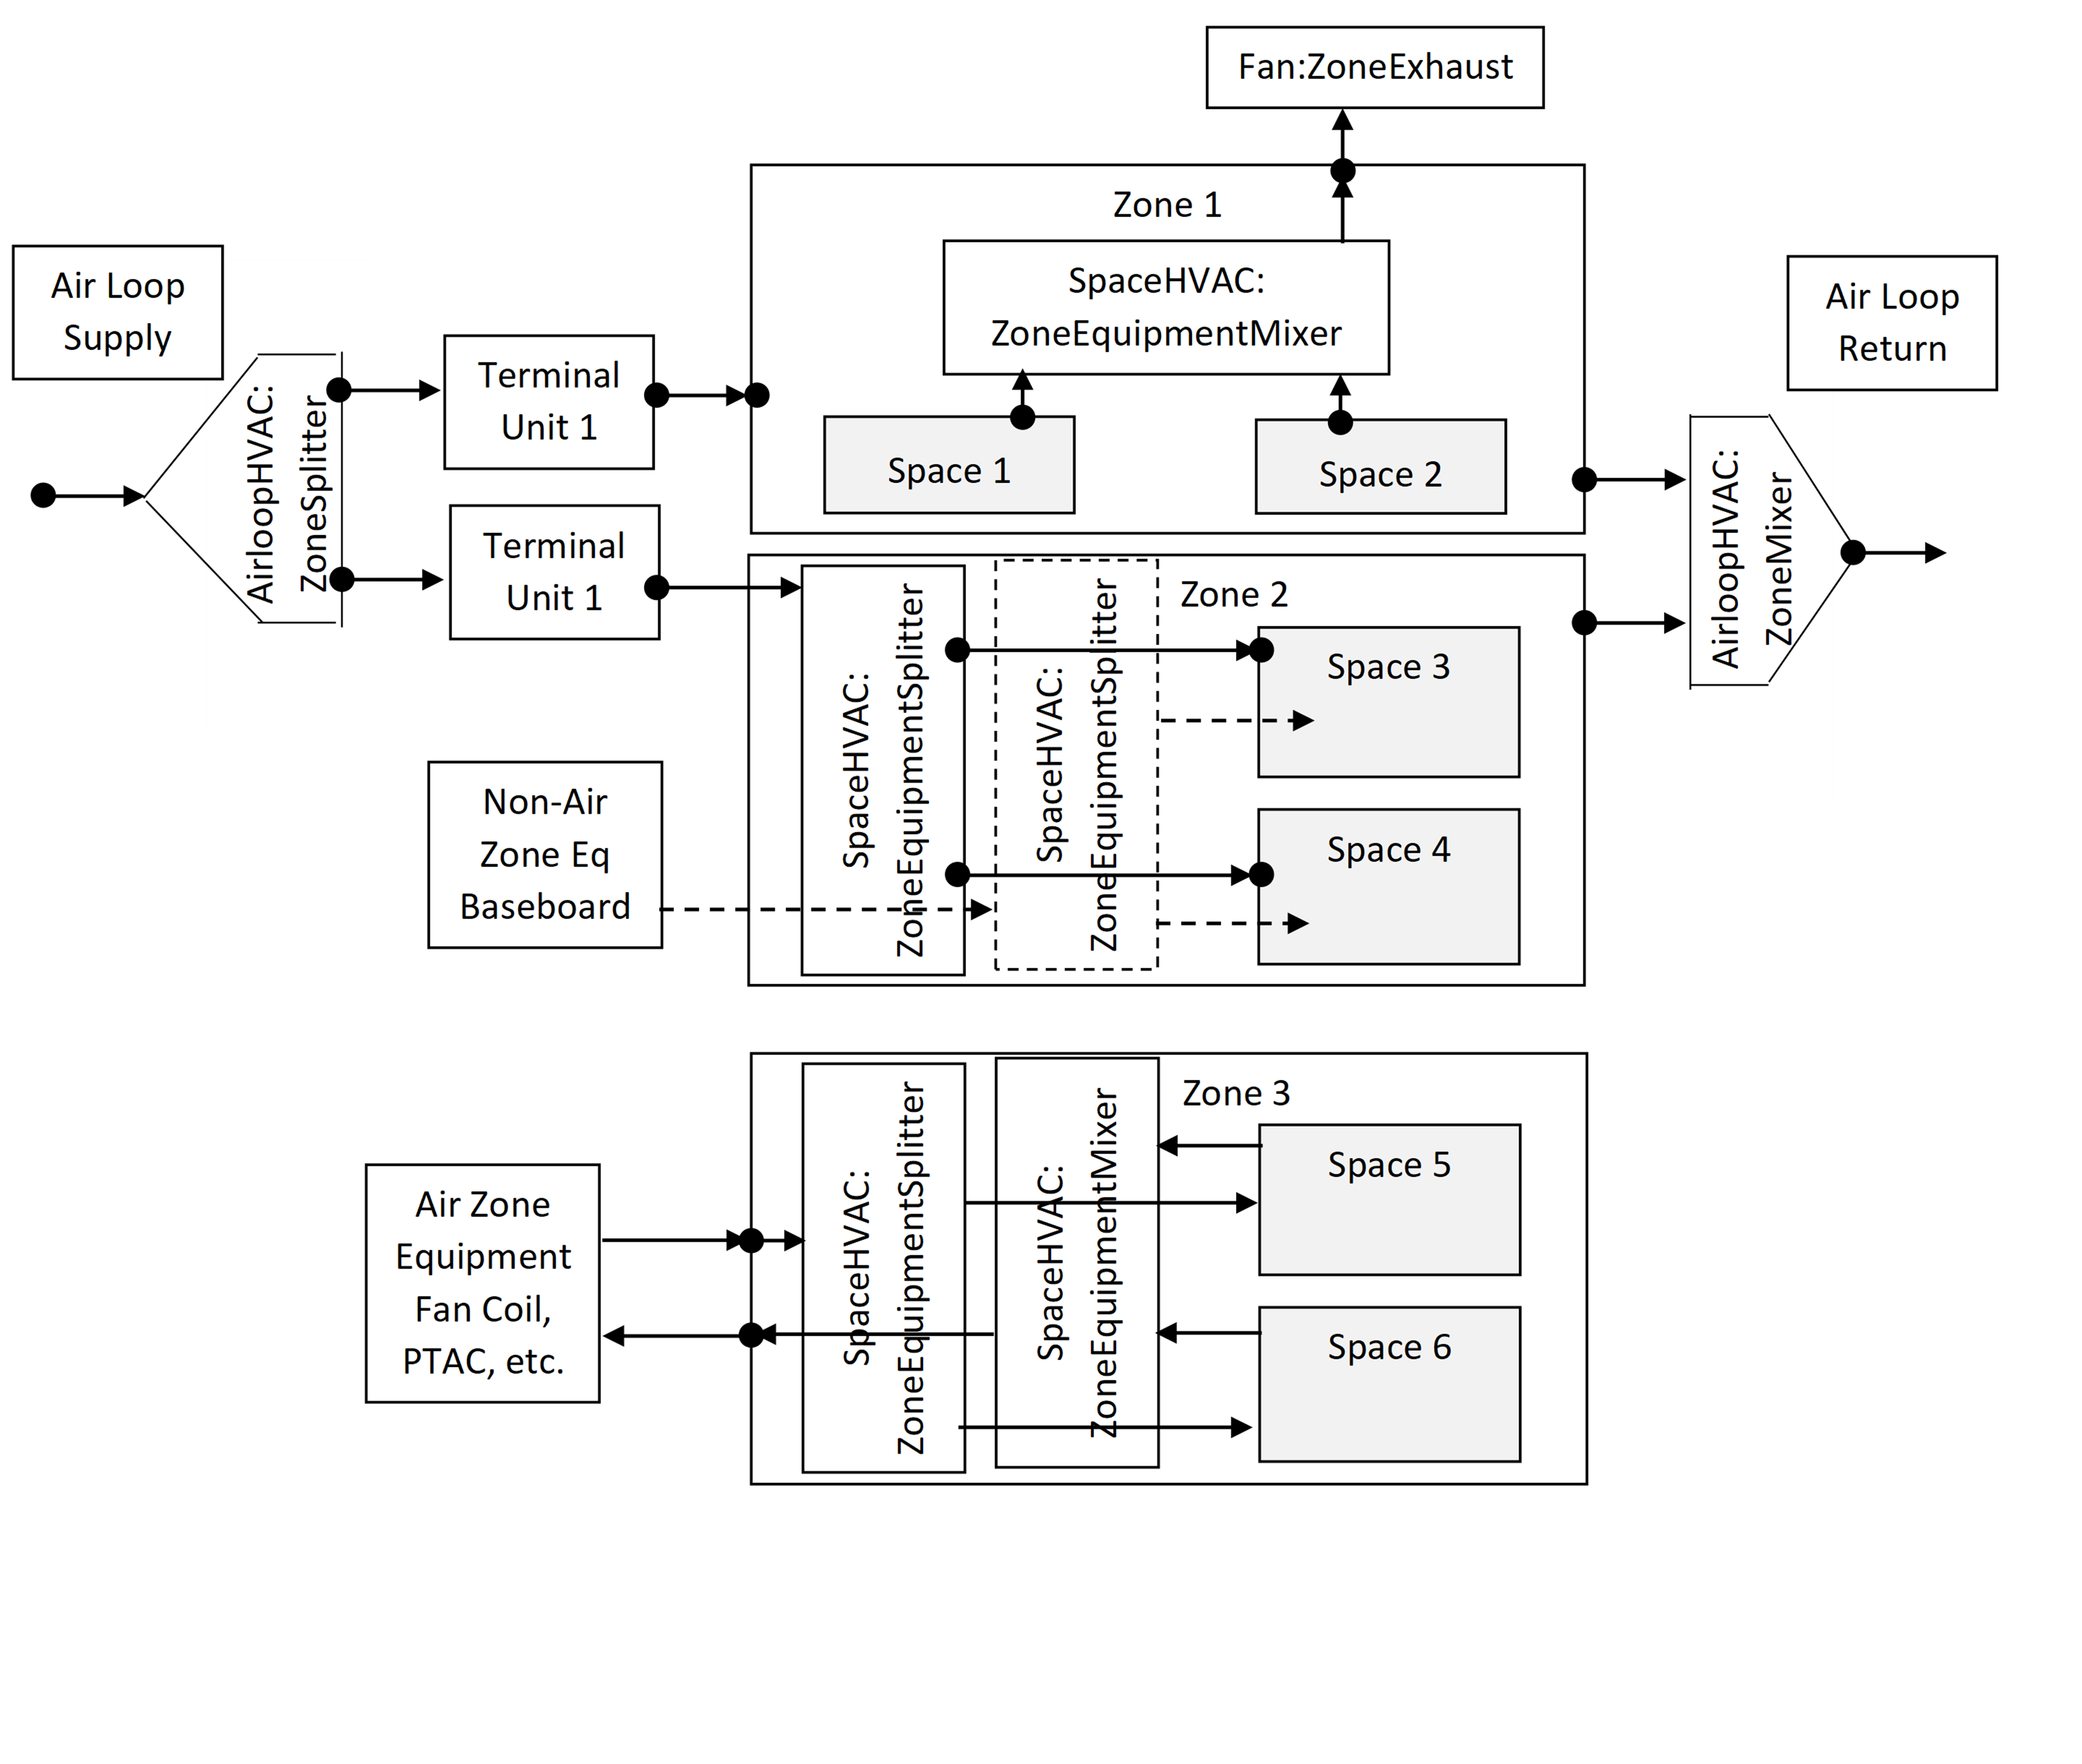 Fan:ZoneExhaust
Zone 1
SpaceHVAC:
ZoneEquipmentMixer
Space 1
Space 2
Air Loop
Supply
AirloopHVAC:
ZoneSplitter
Terminal
Unit 1
Terminal
Unit 1
Air Loop
Return
AirloopHVAC:
ZoneMixer
Zone 2
SpaceHVAC:
ZoneEquipmentSplitter
SpaceHVAC:
ZoneEquipmentSplitter
Space 3
Space 4
Non-Air
Zone Eq
Baseboard
Zone 3
SpaceHVAC:
ZoneEquipmentSplitter
SpaceHVAC:
ZoneEquipmentMixer
Space 5
Space 6
Air Zone
Equipment
Fan Coil,
PTAC, etc.